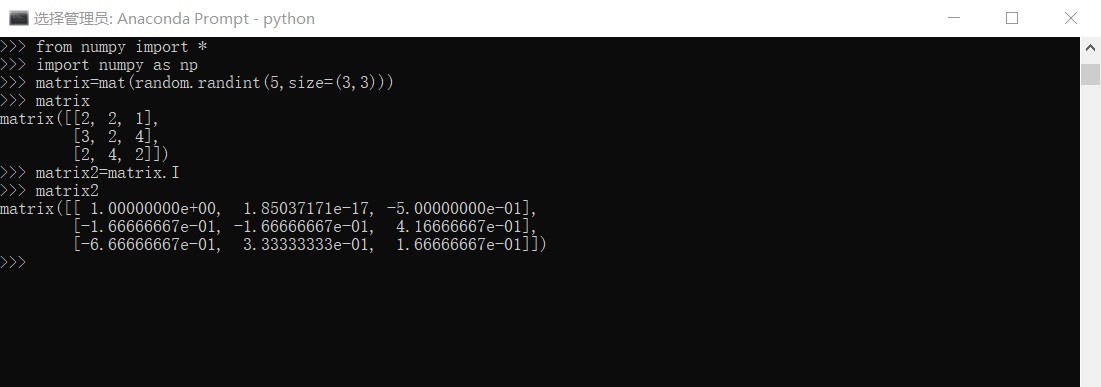 选择管理员: Anaconda Prompt - python
>>> from numpy import *
>>> import numpy as np
>>> matrix=mat(random.randint(5,size=(3,3)))
>>> matrix
matrix([[2, 2, 1],
        [3, 2, 4],
        [2, 4, 2]])
>>> matrix2=matrix.I
>>> matrix2
matrix([[ 1.00000000e+00,  1.85037171e-17, -5.00000000e-01],
        [-1.66666667e-01, -1.66666667e-01,  4.16666667e-01],
        [-6.66666667e-01,  3.33333333e-01,  1.66666667e-01]])
>>>